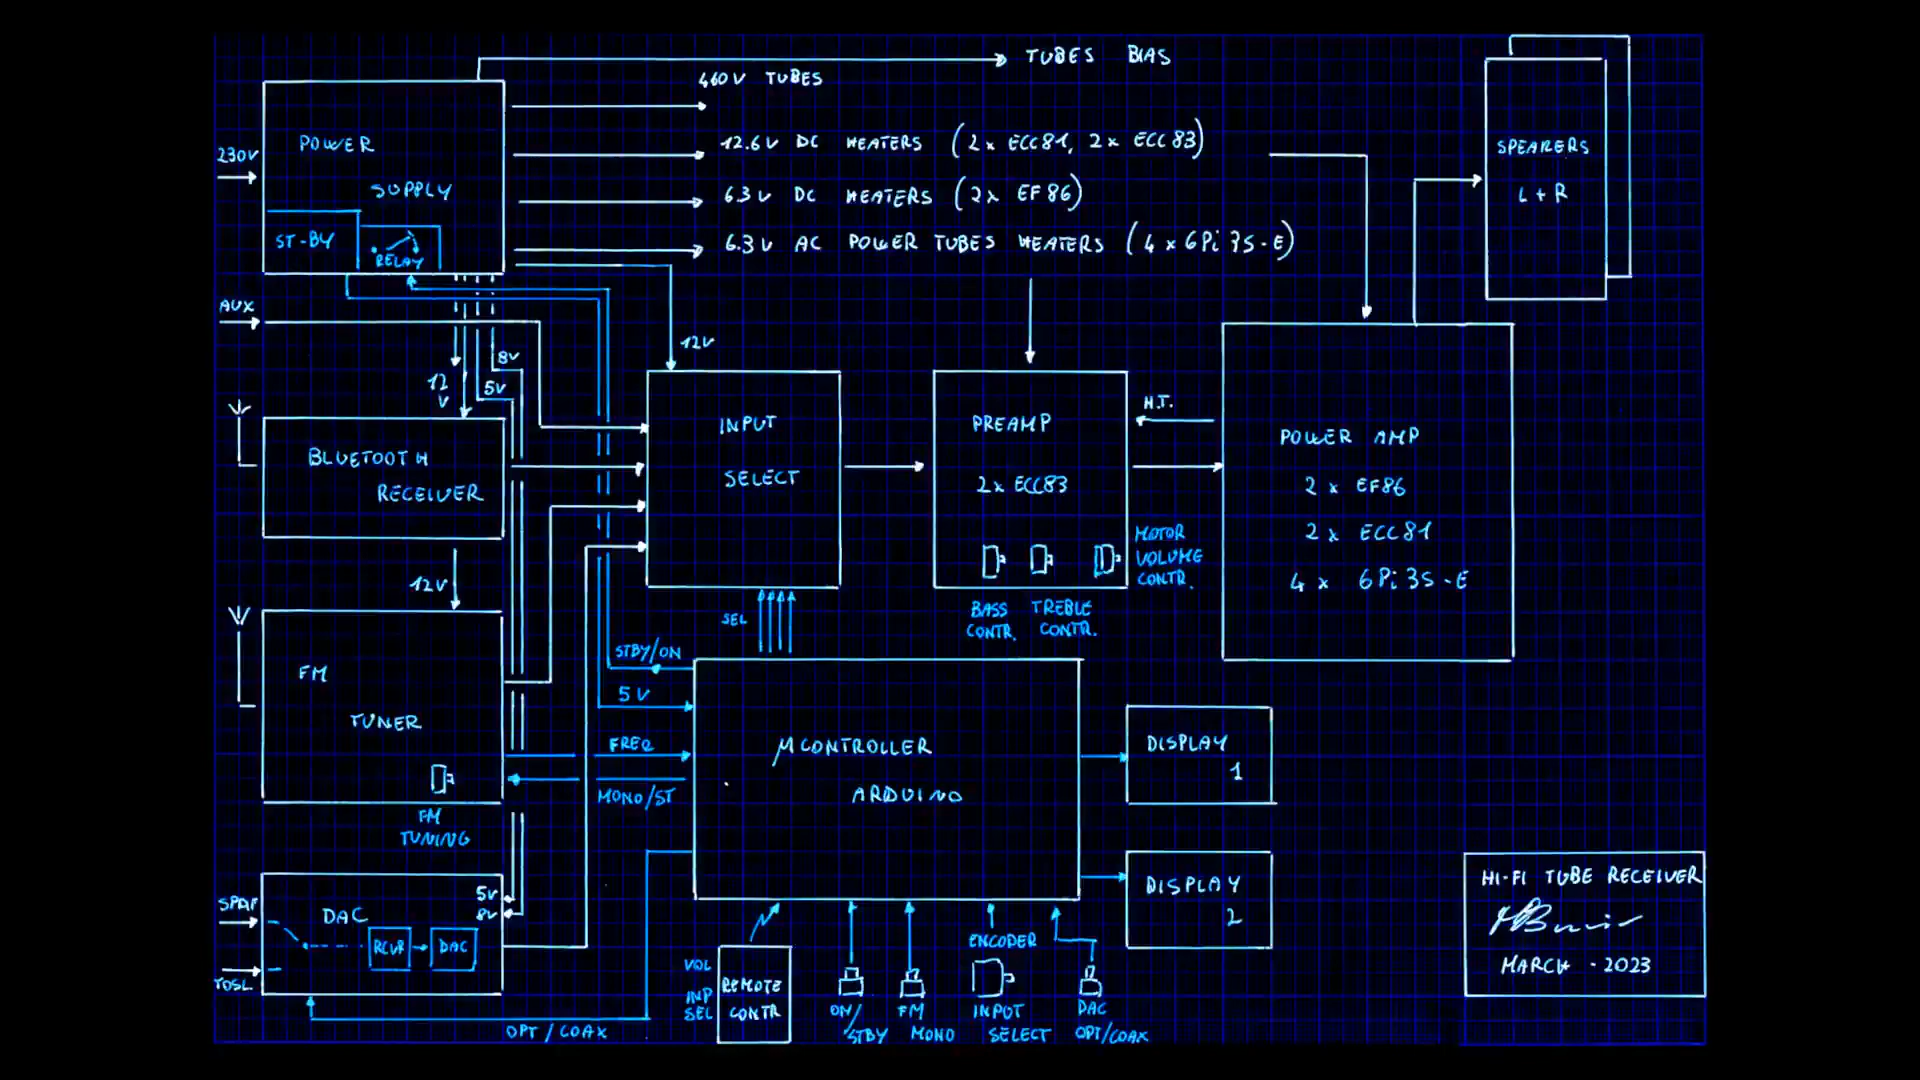 TUBES BIAS
460V TUBES
12.6V DC HEATERS (2x ECC81, 2x ECC83)
6.3V DC HEATERS (2x EF86)
6.3V AC POWER TUBES HEATERS (4x 6Pi3S-E)
230V
POWER
SUPPLY
ST-BY
RELAY
SPEAKERS
L+R
AUX
12V
8V
12
V
5V
BLUETOOTH
RECEIVER
INPUT
SELECT
PREAMP
2x ECC83
H.T.
POWER AMP
2 x EF86
2 x ECC81
4 x 6Pi3S-E
MOTOR
VOLUME
CONTR.
BASS
CONTR.
TREBLE
CONTR.
12V
SEL
FM
TUNER
FM
TUNING
STBY/ON
5V
FREQ
MONO/ST
μCONTROLLER
ARDUINO
DISPLAY
1
DISPLAY
2
SPDIF
TOSL.
DAC
5V
8V
RCVR
DAC
OPT/COAX
VOL
INP
SEL
REMOTE
CONTR
ON/
STBY
FM
MONO
ENCODER
INPUT
SELECT
DAC
OPT/COAX
HI-FI TUBE RECEIVER
MARCH - 2023